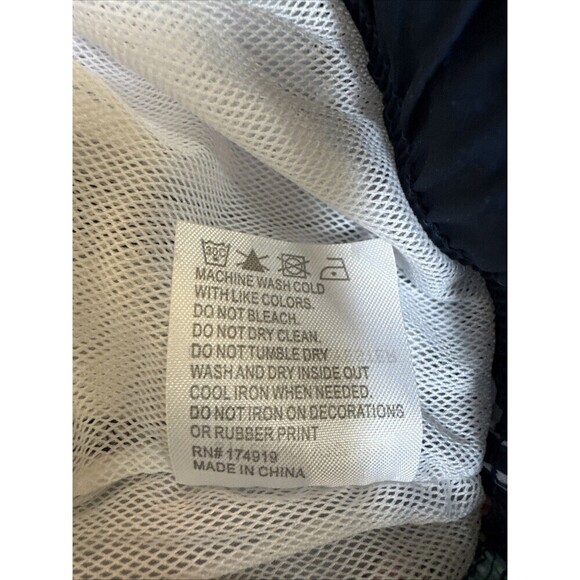 30C
MACHINE WASH COLD
WITH LIKE COLORS.
DO NOT BLEACH.
DO NOT DRY CLEAN.
DO NOT TUMBLE DRY
WASH AND DRY INSIDE OUT
COOL IRON WHEN NEEDED.
DO NOT IRON ON DECORATIONS
OR RUBBER PRINT
RN# 174919
MADE IN CHINA